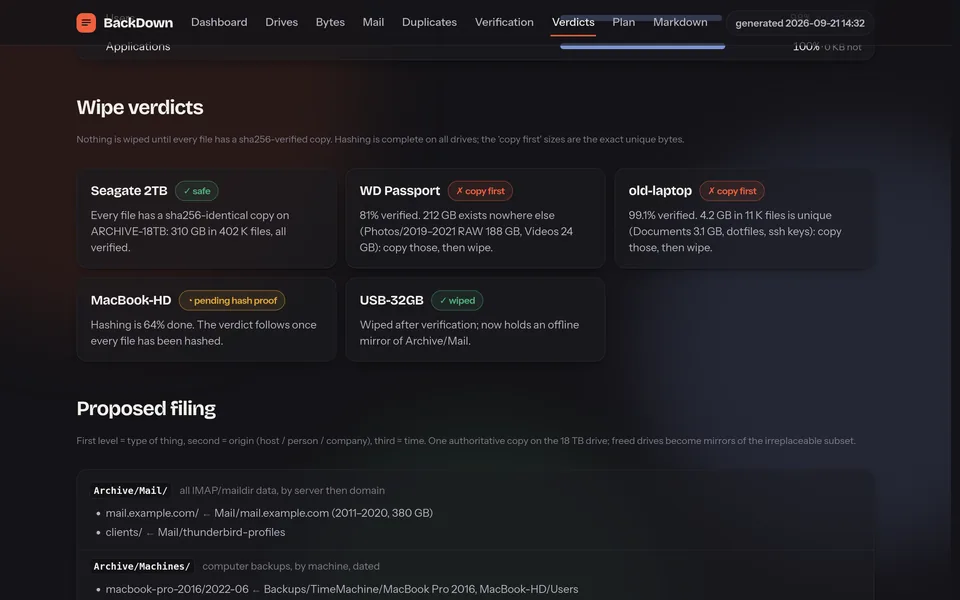 BackDown Dashboard Drives Bytes Mail Duplicates Verification Verdicts Plan Markdown generated 2026-09-21 14:32
Applications 100% · 0 KB not
Wipe verdicts
Nothing is wiped until every file has a sha256-verified copy. Hashing is complete on all drives; the 'copy first' sizes are the exact unique bytes.
Seagate 2TB ✓ safe
Every file has a sha256-identical copy on
ARCHIVE-18TB: 310 GB in 402 K files, all
verified.
WD Passport ✗ copy first
81% verified. 212 GB exists nowhere else
(Photos/2019–2021 RAW 188 GB, Videos 24
GB): copy those, then wipe.
old-laptop ✗ copy first
99.1% verified. 4.2 GB in 11 K files is unique
(Documents 3.1 GB, dotfiles, ssh keys): copy
those, then wipe.
MacBook-HD · pending hash proof
Hashing is 64% done. The verdict follows once
every file has been hashed.
USB-32GB ✓ wiped
Wiped after verification; now holds an offline
mirror of Archive/Mail.
Proposed filing
First level = type of thing, second = origin (host / person / company), third = time. One authoritative copy on the 18 TB drive; freed drives become mirrors of the irreplaceable subset.
Archive/Mail/ all IMAP/maildir data, by server then domain
• mail.example.com/ ← Mail/mail.example.com (2011–2020, 380 GB)
• clients/ ← Mail/thunderbird-profiles
Archive/Machines/ computer backups, by machine, dated
• macbook-pro-2016/2022-06 ← Backups/TimeMachine/MacBook Pro 2016, MacBook-HD/Users